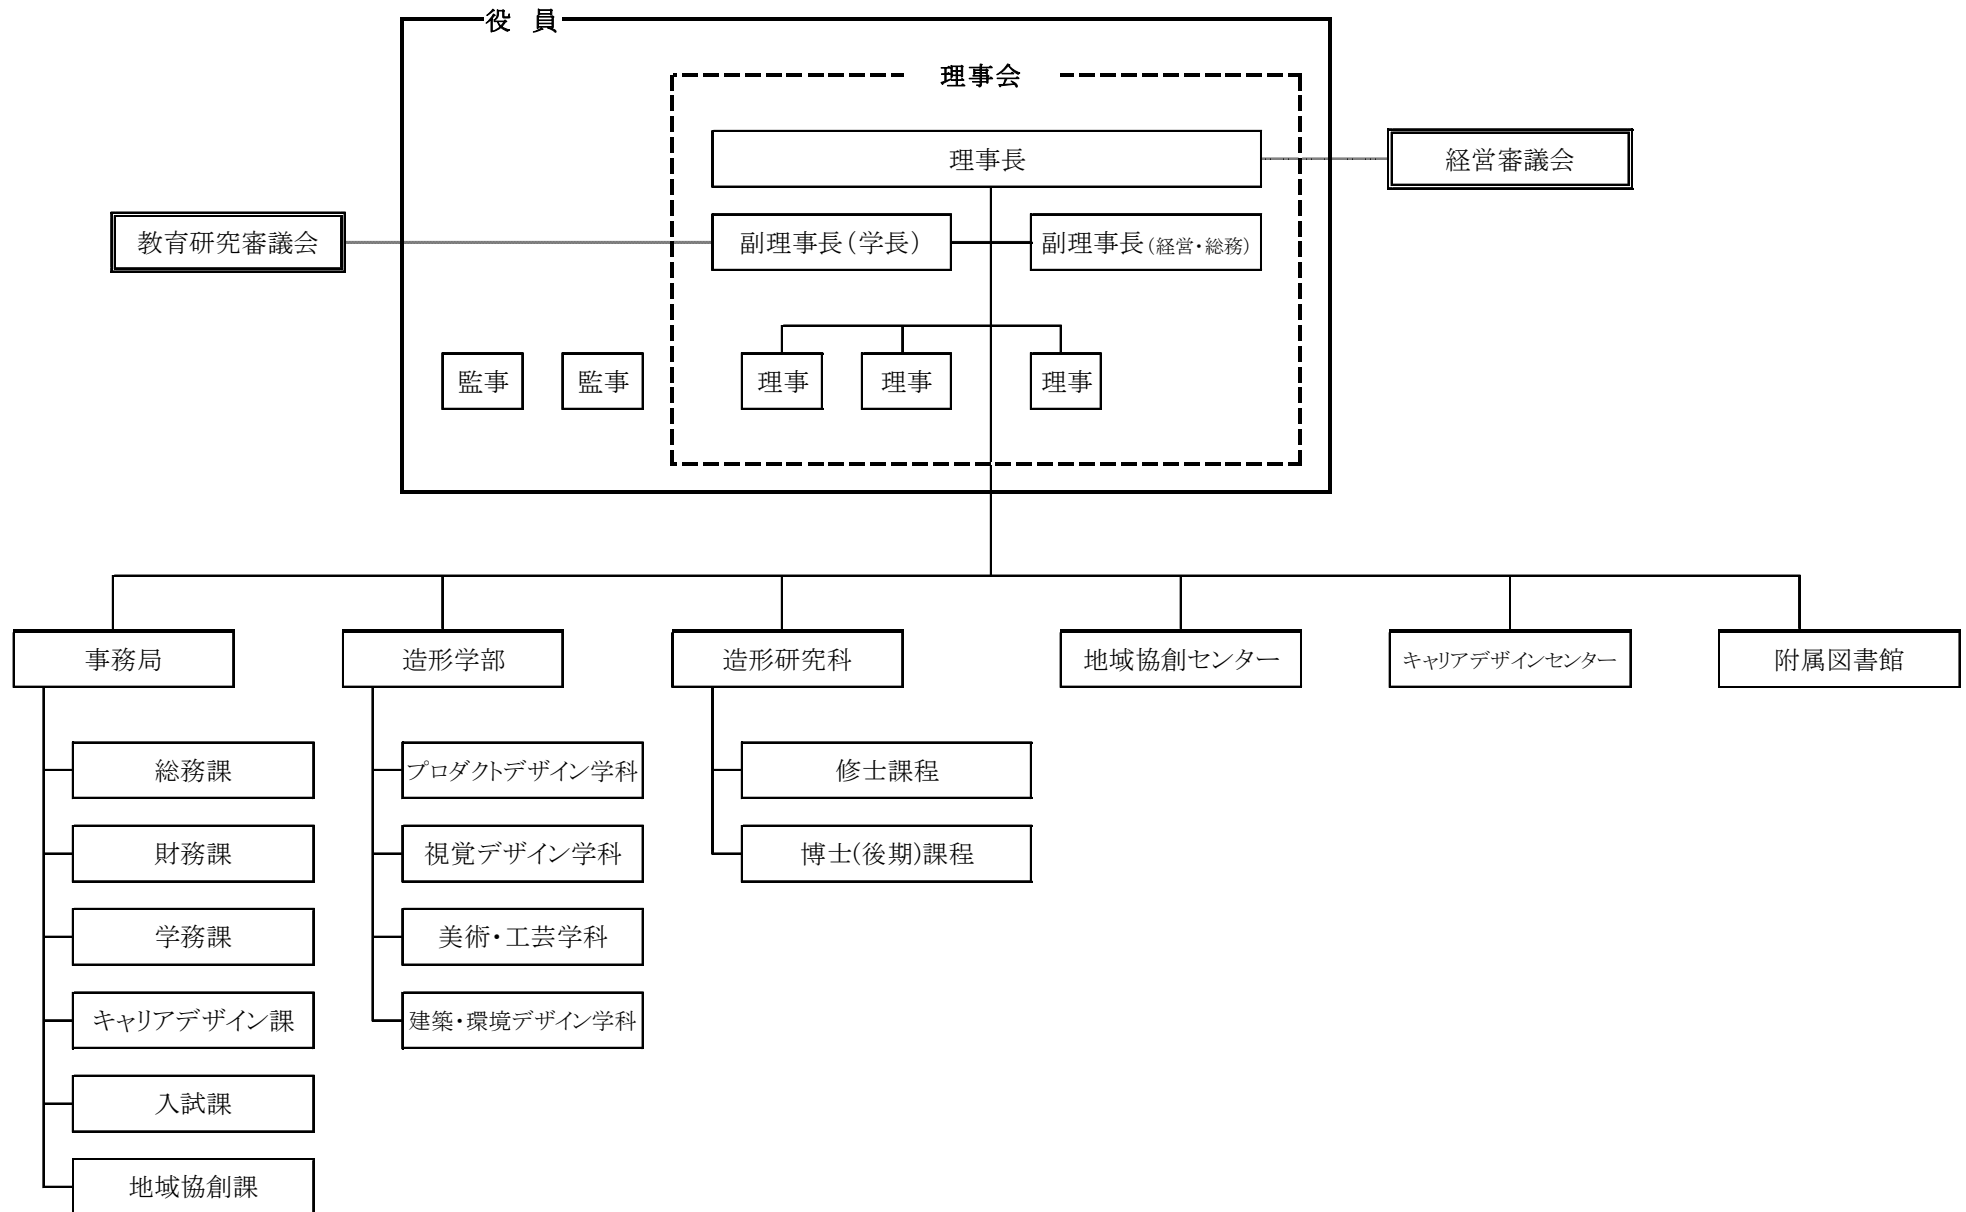 役 員
理事会
理事長
経営審議会
教育研究審議会
副理事長（学長）
副理事長（経営・総務）
監事
監事
理事
理事
理事
事務局
造形学部
造形研究科
地域協創センター
キャリアデザインセンター
附属図書館
総務課
プロダクトデザイン学科
修士課程
財務課
視覚デザイン学科
博士(後期)課程
学務課
美術・工芸学科
キャリアデザイン課
建築・環境デザイン学科
入試課
地域協創課